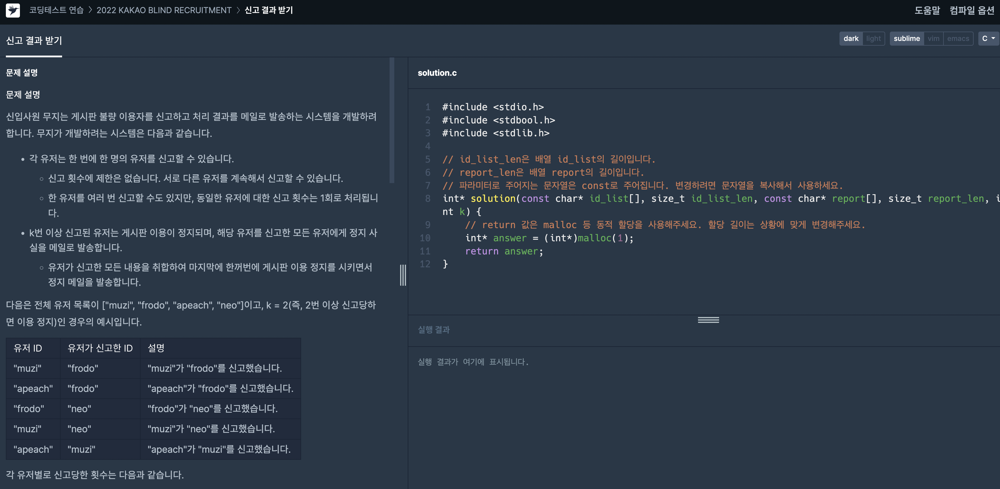 코딩테스트 연습 > 2022 KAKAO BLIND RECRUITMENT > 신고 결과 받기
도움말 컴파일 옵션
신고 결과 받기
dark light sublime vim emacs C
문제 설명
문제 설명
신입사원 무지는 게시판 불량 이용자를 신고하고 처리 결과를 메일로 발송하는 시스템을 개발하려
합니다. 무지가 개발하려는 시스템은 다음과 같습니다.
• 각 유저는 한 번에 한 명의 유저를 신고할 수 있습니다.
◦ 신고 횟수에 제한은 없습니다. 서로 다른 유저를 계속해서 신고할 수 있습니다.
◦ 한 유저를 여러 번 신고할 수도 있지만, 동일한 유저에 대한 신고 횟수는 1회로 처리됩니
다.
• k번 이상 신고된 유저는 게시판 이용이 정지되며, 해당 유저를 신고한 모든 유저에게 정지 사
실을 메일로 발송합니다.
◦ 유저가 신고한 모든 내용을 취합하여 마지막에 한꺼번에 게시판 이용 정지를 시키면서
정지 메일을 발송합니다.
다음은 전체 유저 목록이 ["muzi", "frodo", "apeach", "neo"]이고, k = 2(즉, 2번 이상 신고당하
면 이용 정지)인 경우의 예시입니다.
유저 ID 유저가 신고한 ID 설명
"muzi" "frodo" "muzi"가 "frodo"를 신고했습니다.
"apeach" "frodo" "apeach"가 "frodo"를 신고했습니다.
"frodo" "neo" "frodo"가 "neo"를 신고했습니다.
"muzi" "neo" "muzi"가 "neo"를 신고했습니다.
"apeach" "muzi" "apeach"가 "muzi"를 신고했습니다.
각 유저별로 신고당한 횟수는 다음과 같습니다.
solution.c
1 #include <stdio.h>
2 #include <stdbool.h>
3 #include <stdlib.h>
4
5 // id_list_len은 배열 id_list의 길이입니다.
6 // report_len은 배열 report의 길이입니다.
7 // 파라미터로 주어지는 문자열은 const로 주어집니다. 변경하려면 문자열을 복사해서 사용하세요.
8 int* solution(const char* id_list[], size_t id_list_len, const char* report[], size_t report_len, i
nt k) {
9 // return 값은 malloc 등 동적 할당을 사용해주세요. 할당 길이는 상황에 맞게 변경해주세요.
10 int* answer = (int*)malloc(1);
11 return answer;
12 }
실행 결과
실행 결과가 여기에 표시됩니다.